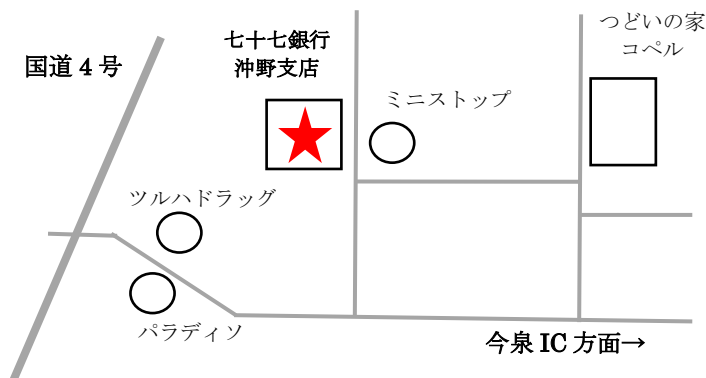 つどいの家
コペル
七十七銀行
沖野支店
国道4号
ミニストップ
ツルハドラッグ
パラディソ
今泉 IC 方面→